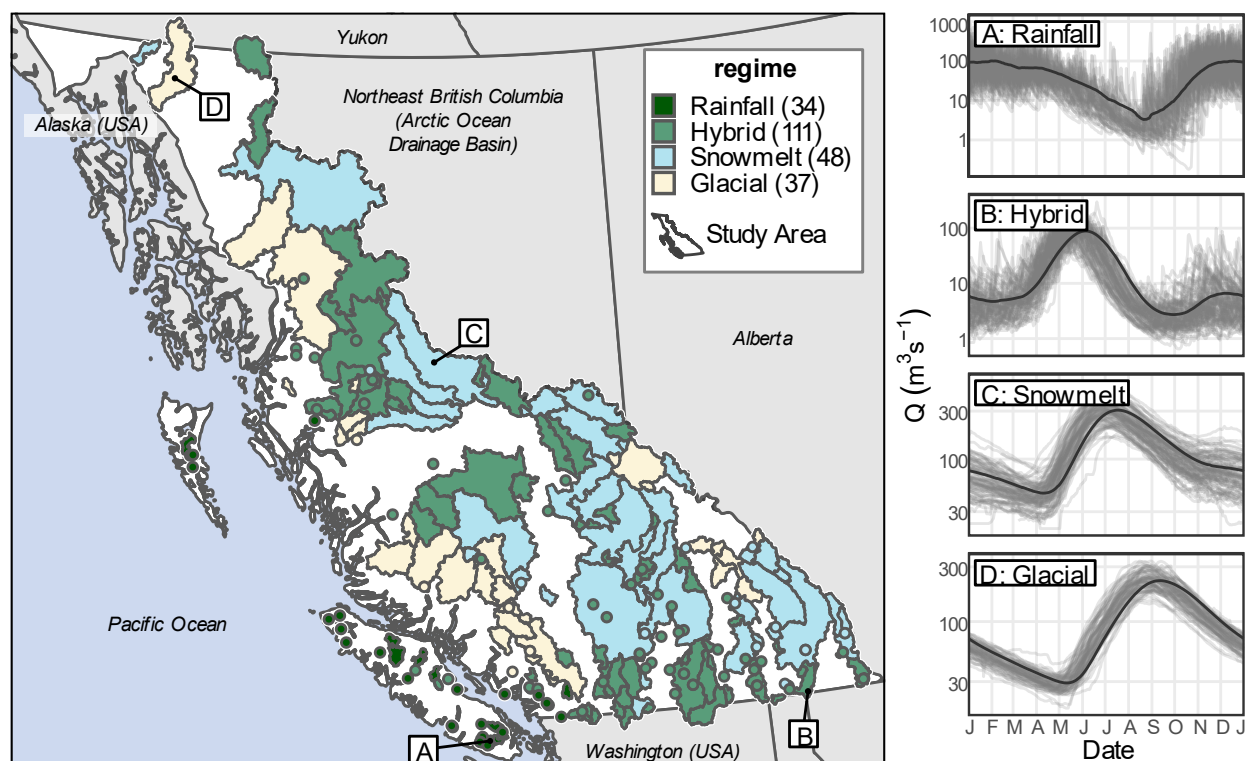 Yukon
Alaska (USA)
Northeast British Columbia
(Arctic Ocean
Drainage Basin)
regime
Rainfall (34)
Hybrid (111)
Snowmelt (48)
Glacial (37)
Study Area
Alberta
Pacific Ocean
Washington (USA)
A
B
C
D
A: Rainfall
1000
100
10
1
B: Hybrid
100
10
1
C: Snowmelt
300
100
30
D: Glacial
300
100
30
Q (m³s⁻¹)
J F M A M J J A S O N D J
Date